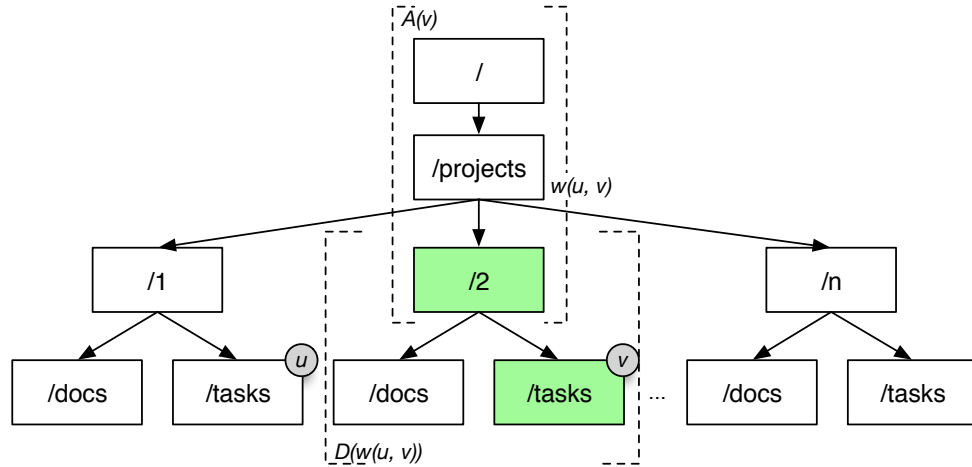 A(v)
/
/projects
w(u, v)
/1
/2
/n
u
v
/docs
/tasks
/docs
/tasks
...
/docs
/tasks
D(w(u, v))